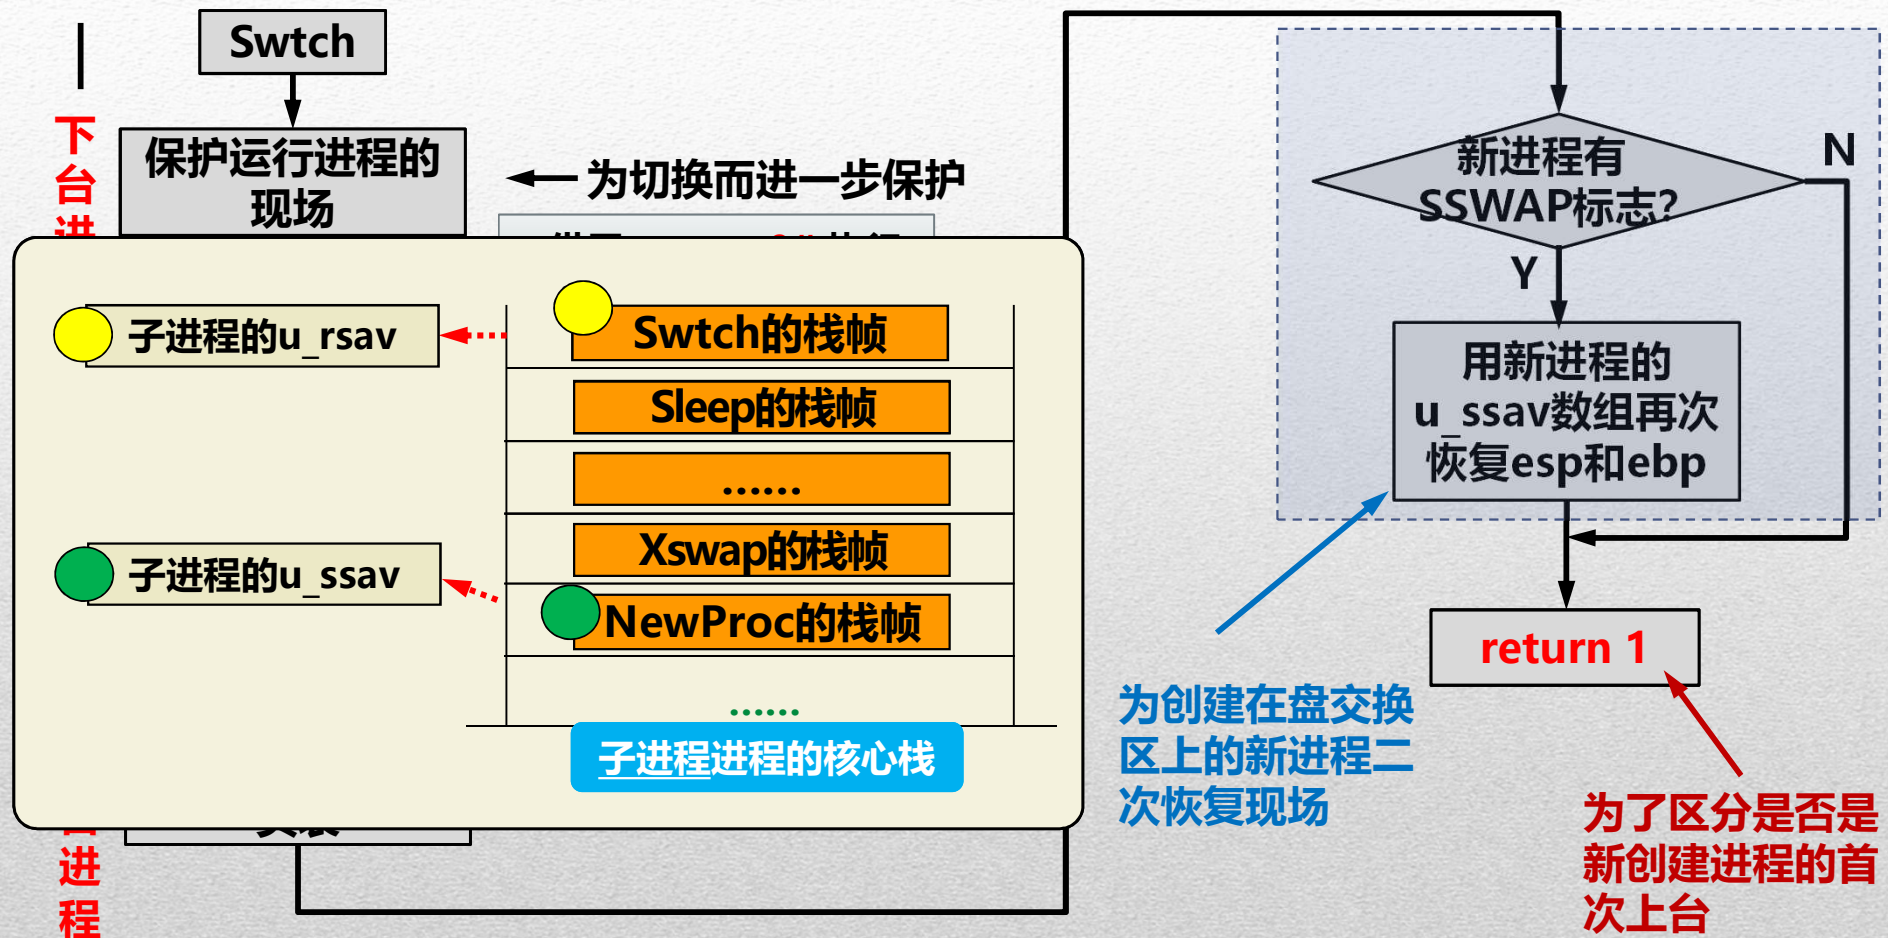 Swtch
下
台
进
保护运行进程的
现场
为切换而进一步保护
子进程的u_rsav
子进程的u_ssav
Swtch的栈帧
Sleep的栈帧
......
Xswap的栈帧
NewProc的栈帧
......
子进程进程的核心栈
进
程
新进程有
SSWAP标志?
N
Y
用新进程的
u_ssav数组再次
恢复esp和ebp
return 1
为创建在盘交换
区上的新进程二
次恢复现场
为了区分是否是
新创建进程的首
次上台